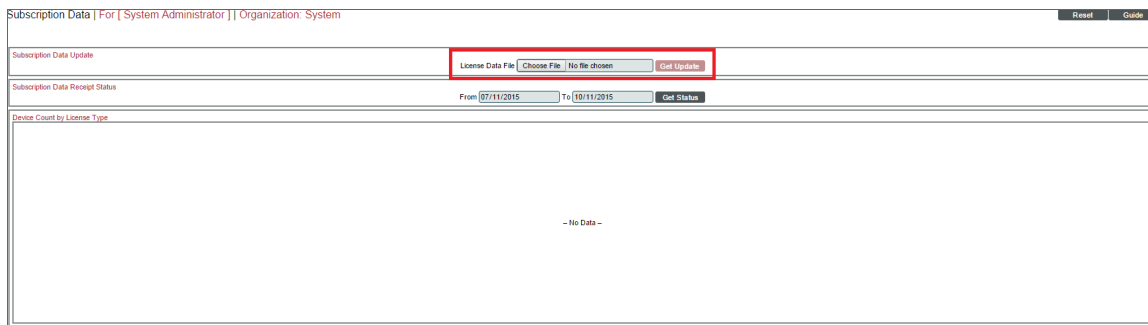 Subscription Data | For [ System Administrator ] | Organization: System
Reset Guide
Subscription Data Update
License Data File Choose File No file chosen Get Update
Subscription Data Receipt Status
From 07/11/2015 To 10/11/2015 Get Status
Device Count by License Type
-- No Data --